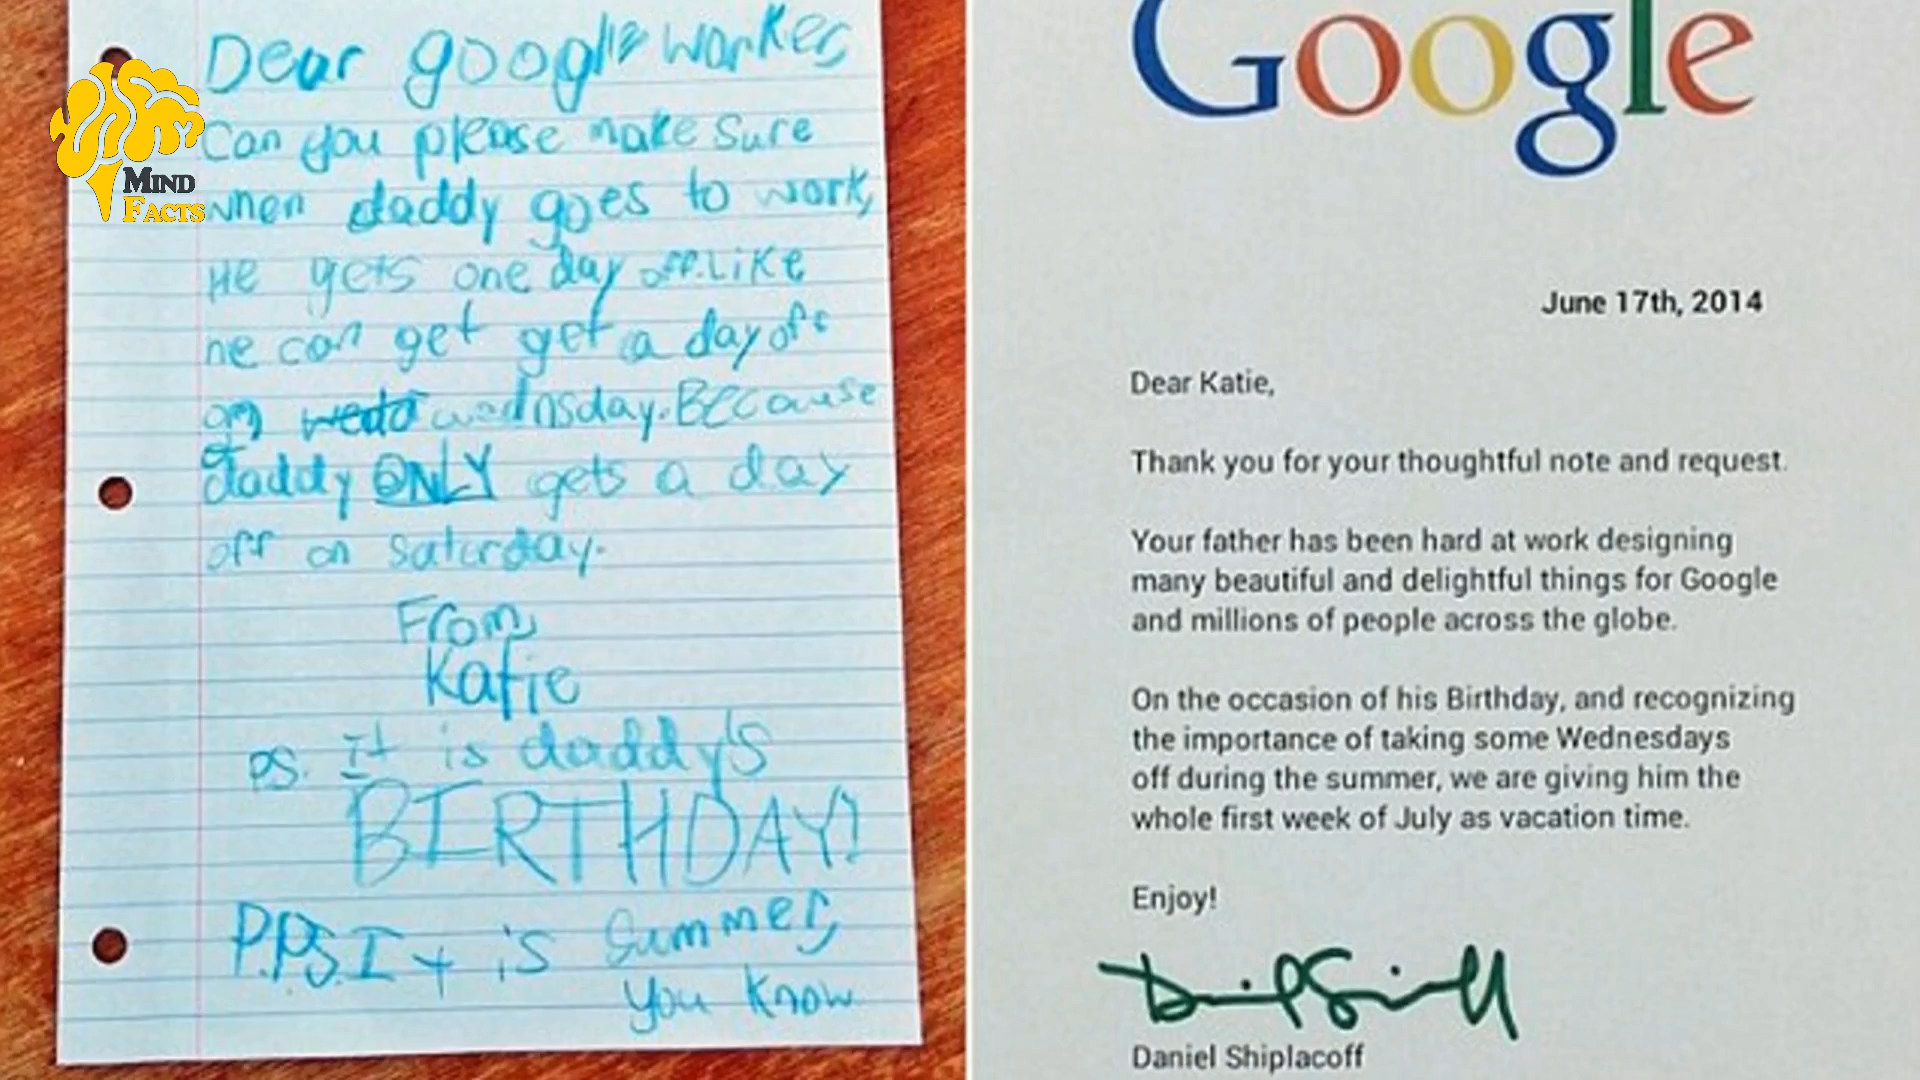 Dear google worker,
Can you please make sure
when daddy goes to work,
He gets one day off. Like
he can get get a day off
on wednsday. Because
daddy ONLY gets a day
off on Saturday.
From,
Katie
PS. It is daddy's
BIRTHDAY!
P.P.S. It is Summer,
you know
MIND
FACTS
Google
June 17th, 2014
Dear Katie,
Thank you for your thoughtful note and request.
Your father has been hard at work designing
many beautiful and delightful things for Google
and millions of people across the globe.
On the occasion of his Birthday, and recognizing
the importance of taking some Wednesdays
off during the summer, we are giving him the
whole first week of July as vacation time.
Enjoy!
Daniel Shiplacoff